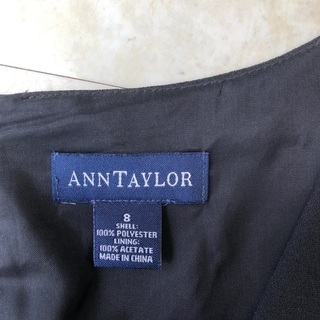 ANNTAYLOR
8
SHELL:
100% POLYESTER
LINING:
100% ACETATE
MADE IN CHINA